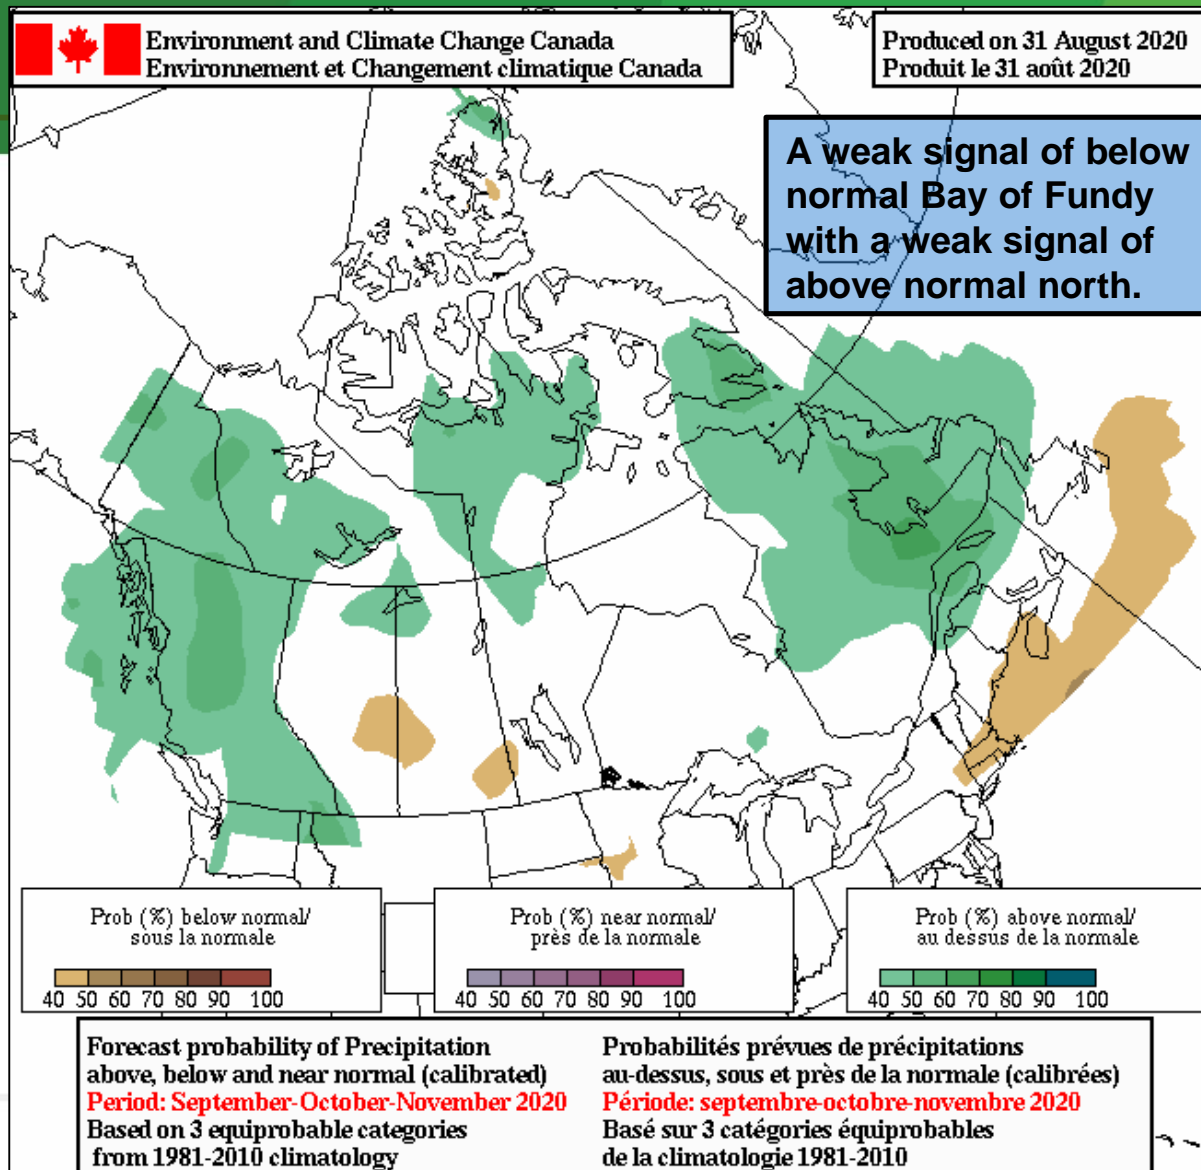 Environment and Climate Change Canada
Environnement et Changement climatique Canada
Produced on 31 August 2020
Produit le 31 août 2020
A weak signal of below
normal Bay of Fundy
with a weak signal of
above normal north.
Prob (%) below normal/
sous la normale
40 50 60 70 80 90 100
Prob (%) near normal/
près de la normale
40 50 60 70 80 90 100
Prob (%) above normal/
au dessus de la normale
40 50 60 70 80 90 100
Forecast probability of Precipitation
above, below and near normal (calibrated)
Period: September-October-November 2020
Based on 3 equiprobable categories
from 1981-2010 climatology
Probabilités prévues de précipitations
au-dessus, sous et près de la normale (calibrées)
Période: septembre-octobre-novembre 2020
Basé sur 3 catégories équiprobables
de la climatologie 1981-2010